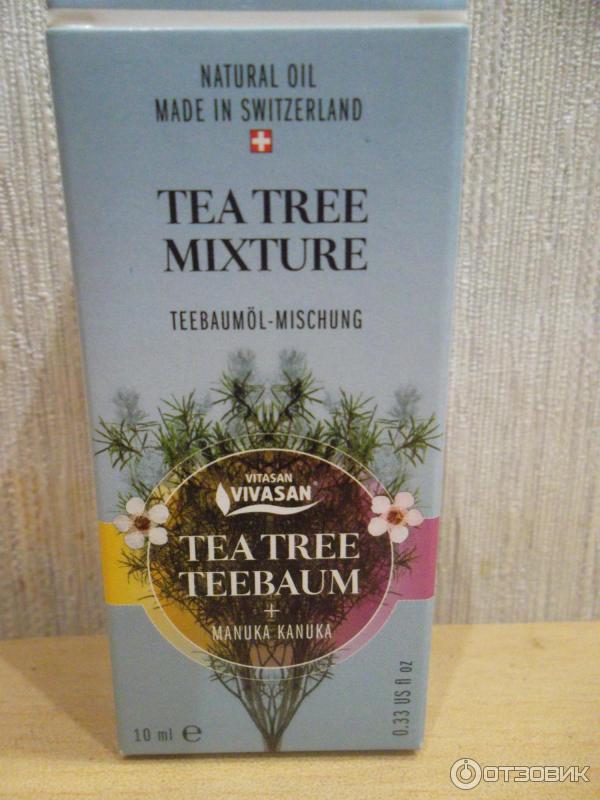 NATURAL OIL
MADE IN SWITZERLAND
TEA TREE
MIXTURE
TEEBAUMÖL-MISCHUNG
VITASAN
VIVASAN®
TEA TREE
TEEBAUM
+
MANUKA KANUKA
10 ml ℮
0.33 US fl oz
ОТЗОВИК